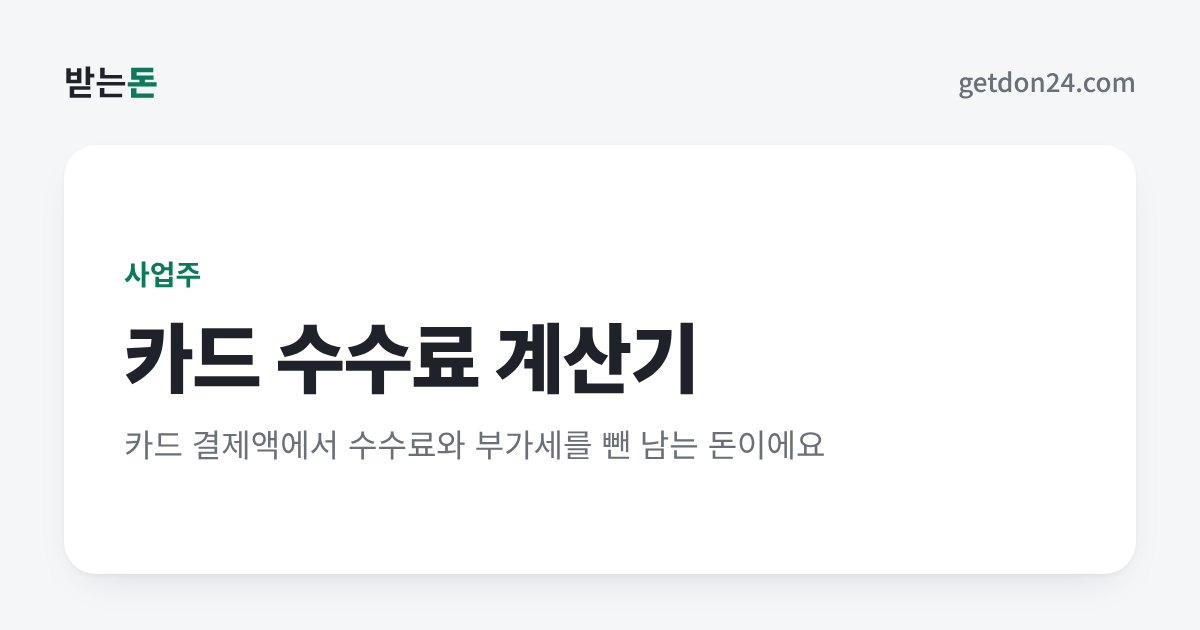 받는돈
getdon24.com
사업주
카드 수수료 계산기
카드 결제액에서 수수료와 부가세를 뺀 남는 돈이에요